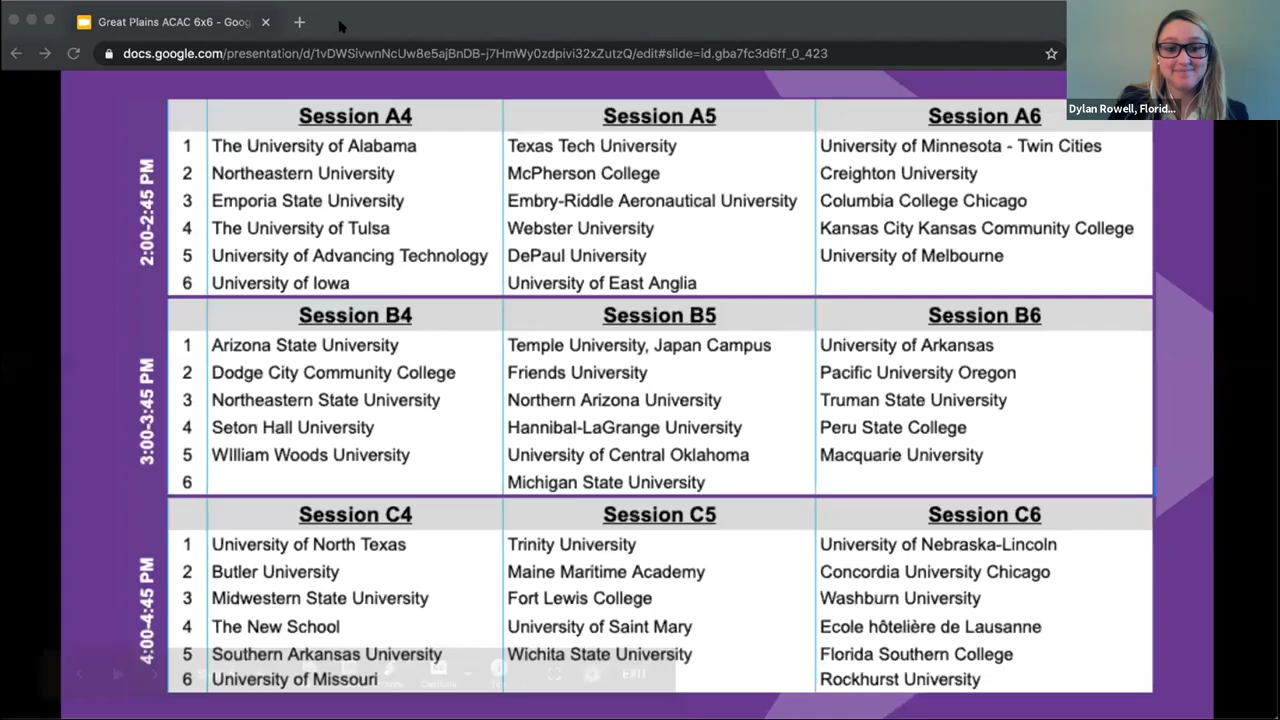 Great Plains ACAC 6x6 - Goog
docs.google.com/presentation/d/1vDWSivwnNcUw8e5ajBnDB-j7HmWy0zdpivi32xZutzQ/edit#slide=id.gba7fc3d6ff_0_423
Dylan Rowell, Florid...
2:00-2:45 PM
Session A4 Session A5 Session A6
1 The University of Alabama Texas Tech University University of Minnesota - Twin Cities
2 Northeastern University McPherson College Creighton University
3 Emporia State University Embry-Riddle Aeronautical University Columbia College Chicago
4 The University of Tulsa Webster University Kansas City Kansas Community College
5 University of Advancing Technology DePaul University University of Melbourne
6 University of Iowa University of East Anglia
3:00-3:45 PM
Session B4 Session B5 Session B6
1 Arizona State University Temple University, Japan Campus University of Arkansas
2 Dodge City Community College Friends University Pacific University Oregon
3 Northeastern State University Northern Arizona University Truman State University
4 Seton Hall University Hannibal-LaGrange University Peru State College
5 WIlliam Woods University University of Central Oklahoma Macquarie University
6 Michigan State University
4:00-4:45 PM
Session C4 Session C5 Session C6
1 University of North Texas Trinity University University of Nebraska-Lincoln
2 Butler University Maine Maritime Academy Concordia University Chicago
3 Midwestern State University Fort Lewis College Washburn University
4 The New School University of Saint Mary Ecole hôtelière de Lausanne
5 Southern Arkansas University Wichita State University Florida Southern College
6 University of Missouri Rockhurst University
EXIT